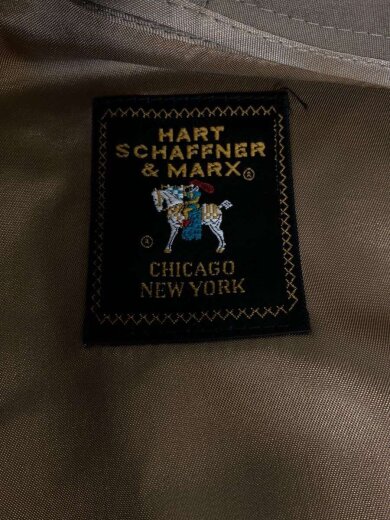 HART
SCHAFFNER
& MARX ®
®
CHICAGO
NEW YORK